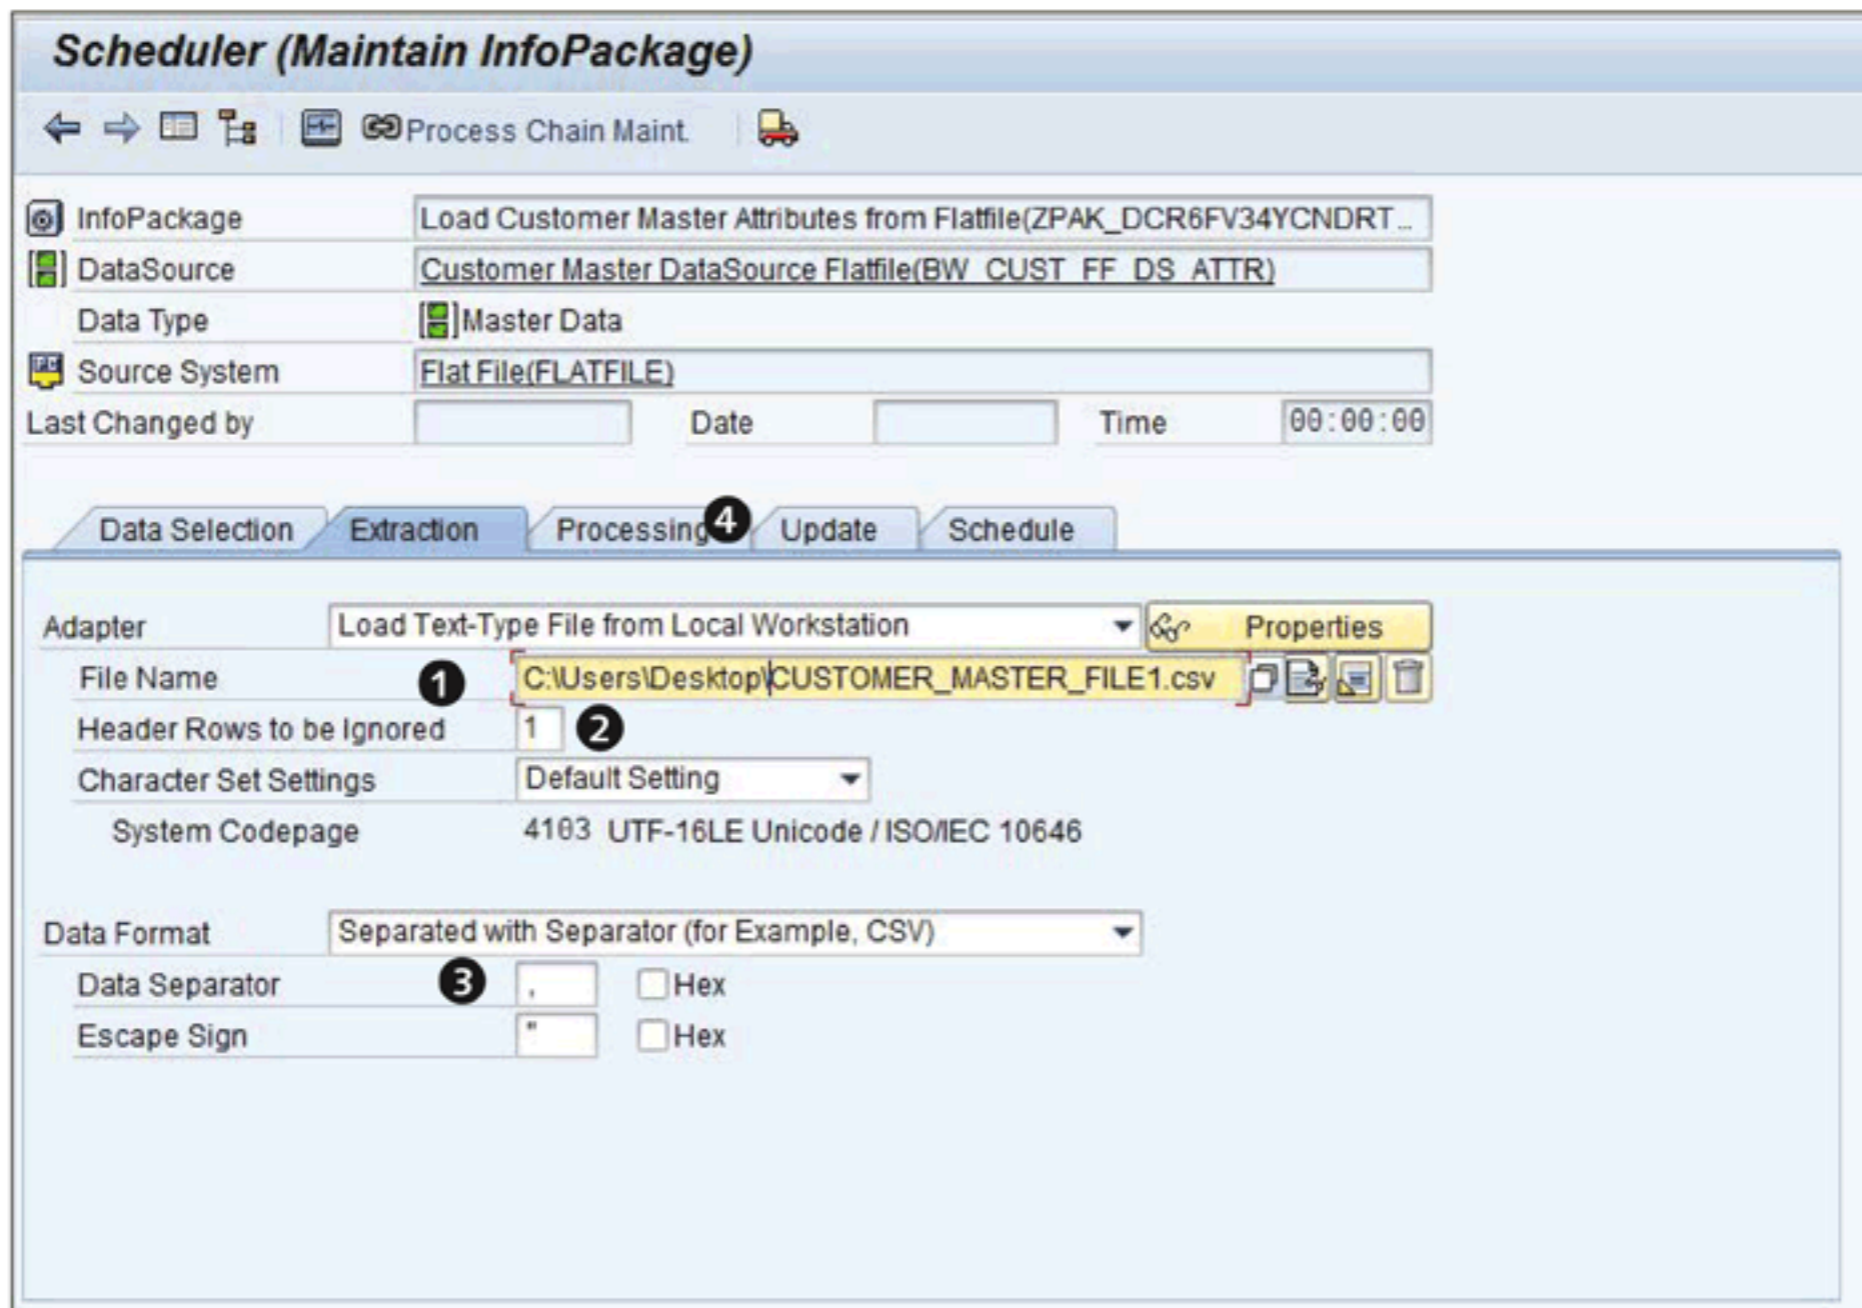 Scheduler (Maintain InfoPackage)
Process Chain Maint.
InfoPackage Load Customer Master Attributes from Flatfile(ZPAK_DCR6FV34YCNDRT...
DataSource Customer Master DataSource Flatfile(BW_CUST_FF_DS_ATTR)
Data Type Master Data
Source System Flat File(FLATFILE)
Last Changed by Date Time 00:00:00
Data Selection Extraction Processing 4 Update Schedule
Adapter Load Text-Type File from Local Workstation Properties
File Name 1 C:\Users\Desktop\CUSTOMER_MASTER_FILE1.csv
Header Rows to be Ignored 1 2
Character Set Settings Default Setting
System Codepage 4103 UTF-16LE Unicode / ISO/IEC 10646
Data Format Separated with Separator (for Example, CSV)
Data Separator 3 , Hex
Escape Sign " Hex